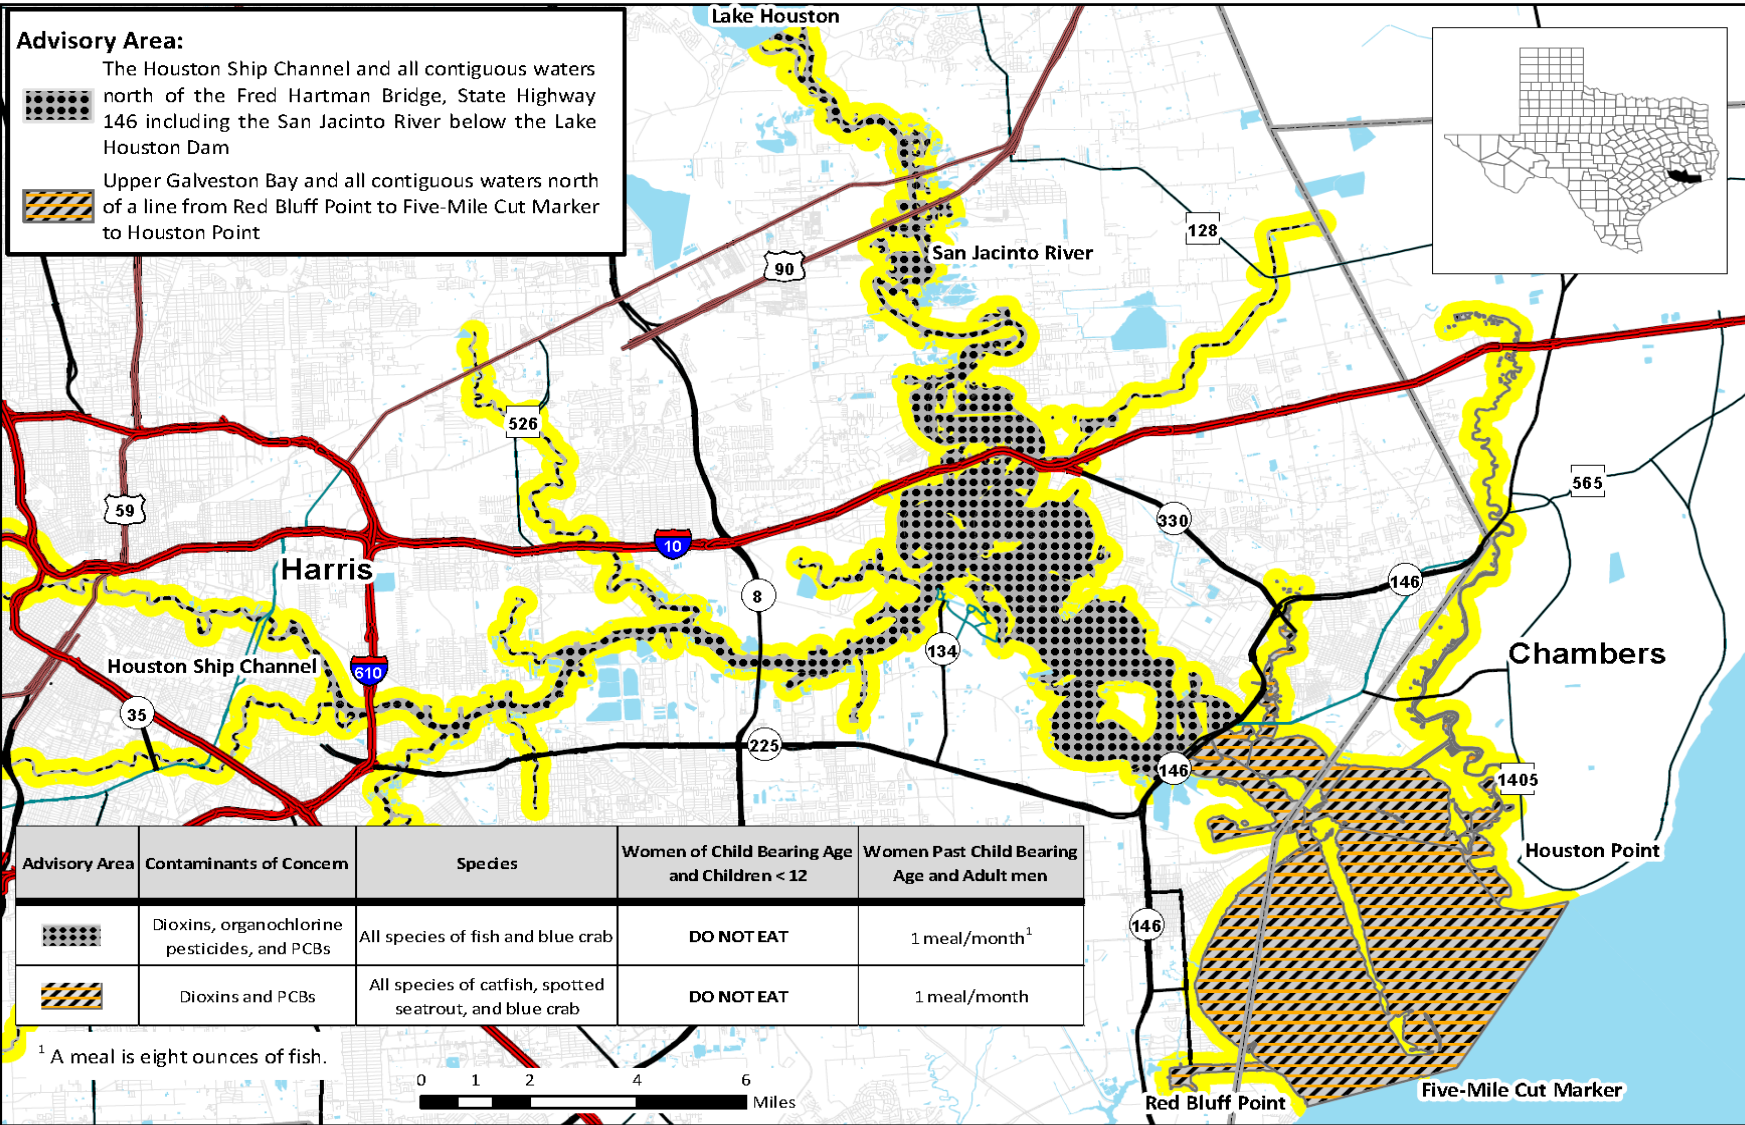 Lake Houston
Advisory Area:
The Houston Ship Channel and all contiguous waters
north of the Fred Hartman Bridge, State Highway
146 including the San Jacinto River below the Lake
Houston Dam
Upper Galveston Bay and all contiguous waters north
of a line from Red Bluff Point to Five-Mile Cut Marker
to Houston Point
128
San Jacinto River
90
526
565
59
330
10
Harris
146
8
134
Chambers
Houston Ship Channel
610
35
225
146
1405
Houston Point
Advisory Area Contaminants of Concern Species Women of Child Bearing Age Women Past Child Bearing
and Children < 12 Age and Adult men
Dioxins, organochlorine
pesticides, and PCBs All species of fish and blue crab DO NOT EAT 1 meal/month1
146
Dioxins and PCBs All species of catfish, spotted
seatrout, and blue crab DO NOT EAT 1 meal/month
1 A meal is eight ounces of fish.
0 1 2 4 6
Miles
Five-Mile Cut Marker
Red Bluff Point